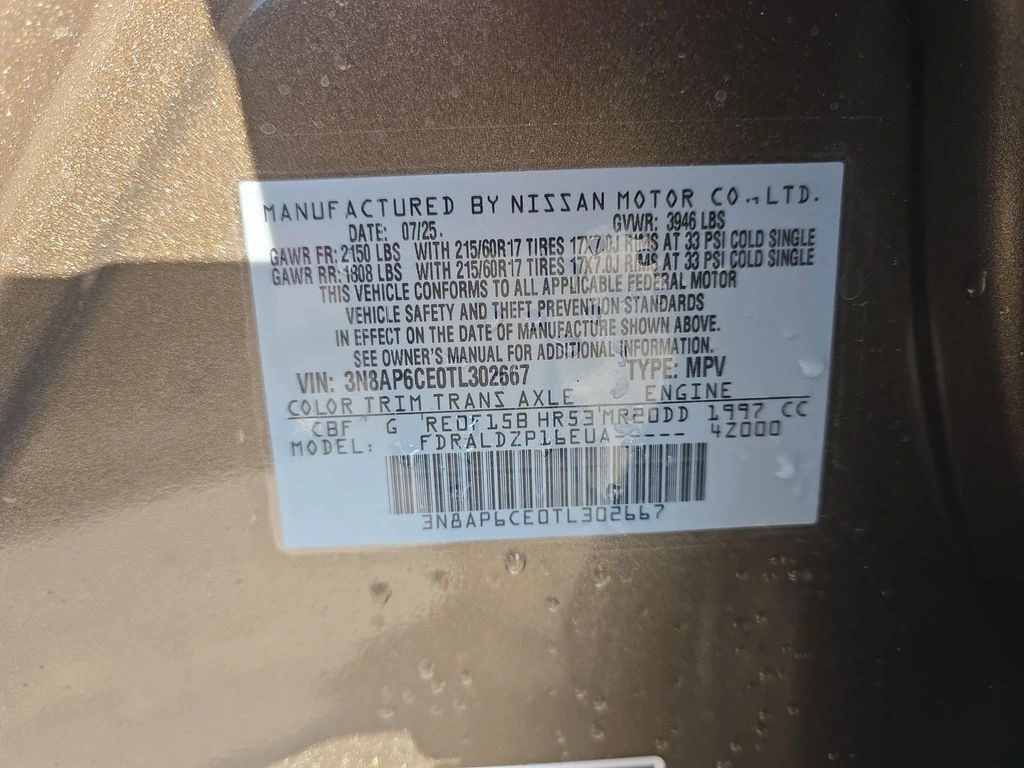 MANUFACTURED BY NISSAN MOTOR CO.,LTD.
DATE: 07/25. GVWR: 3946 LBS
GAWR FR: 2150 LBS WITH 215/60R17 TIRES 17X7.0J RIMS AT 33 PSI COLD SINGLE
GAWR RR: 1808 LBS WITH 215/60R17 TIRES 17X7.0J RIMS AT 33 PSI COLD SINGLE
THIS VEHICLE CONFORMS TO ALL APPLICABLE FEDERAL MOTOR
VEHICLE SAFETY AND THEFT PREVENTION STANDARDS
IN EFFECT ON THE DATE OF MANUFACTURE SHOWN ABOVE.
SEE OWNER'S MANUAL FOR ADDITIONAL INFORMATION.
VIN: 3N8AP6CE0TL302667 TYPE: MPV
COLOR TRIM TRANS AXLE ENGINE
CBF G RE0F15B HR53 MR20DD 1997 CC
MODEL: FDRALDZP16EUA----- 42000
3N8AP6CE0TL302667